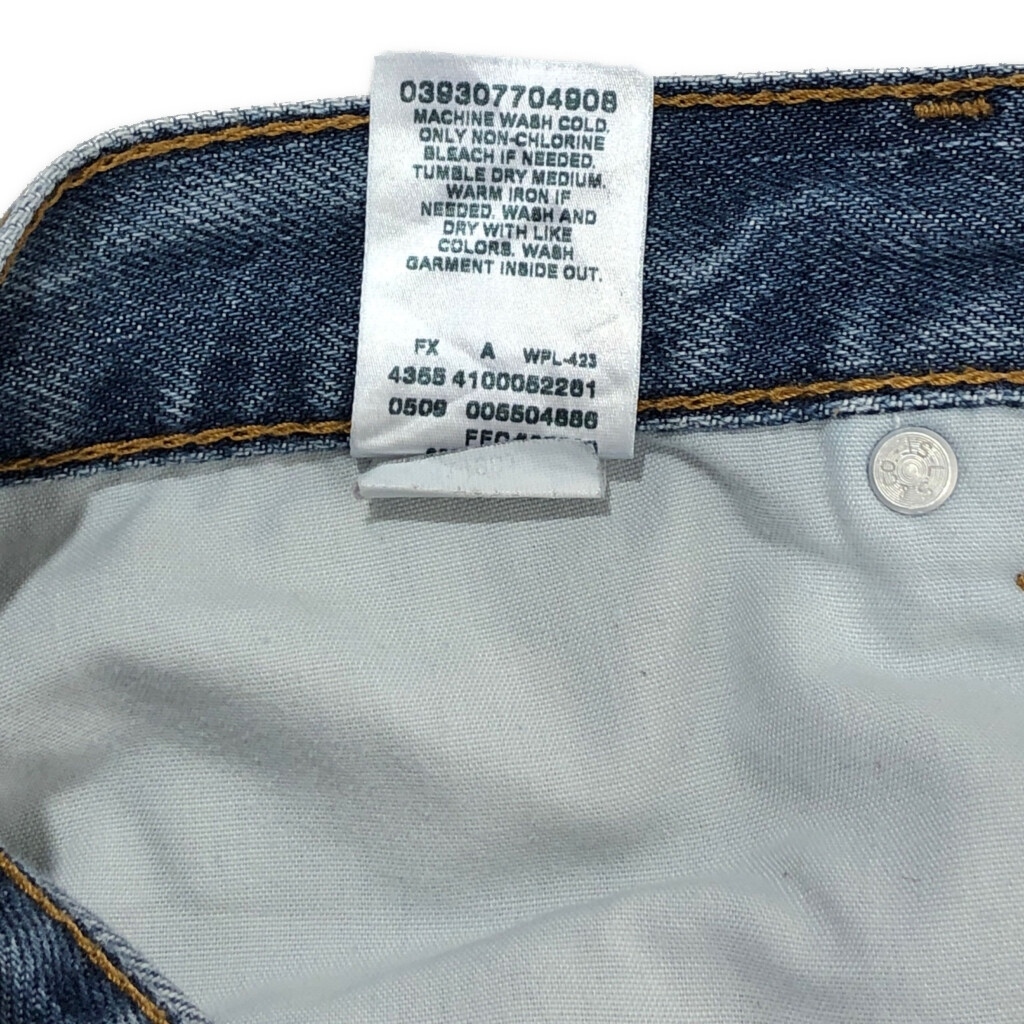 039307704908
MACHINE WASH COLD.
ONLY NON-CHLORINE
BLEACH IF NEEDED.
TUMBLE DRY MEDIUM.
WARM IRON IF
NEEDED. WASH AND
DRY WITH LIKE
COLORS. WASH
GARMENT INSIDE OUT.
FX A WPL-423
4355 4100052281
0509 005504886